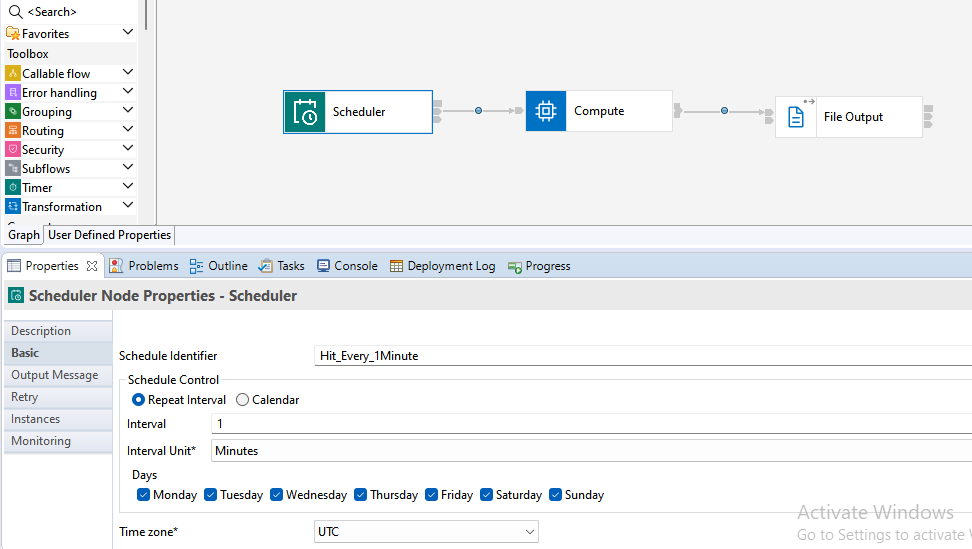 <Search>
Favorites
Toolbox
Callable flow
Error handling
Grouping
Routing
Security
Subflows
Timer
Transformation
Scheduler
Compute
File Output
Graph User Defined Properties
Properties Problems Outline Tasks Console Deployment Log Progress
Scheduler Node Properties - Scheduler
Description
Basic
Output Message
Retry
Instances
Monitoring
Schedule Identifier Hit_Every_1Minute
Schedule Control
Repeat Interval Calendar
Interval 1
Interval Unit* Minutes
Days
Monday Tuesday Wednesday Thursday Friday Saturday Sunday
Time zone* UTC
Activate Windows
Go to Settings to activate